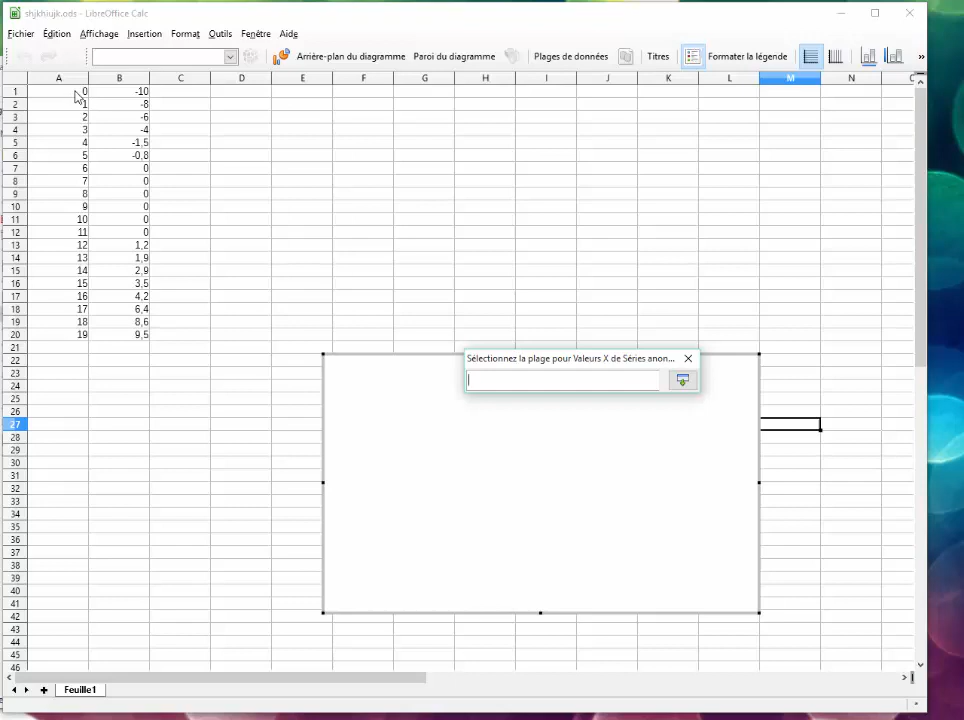 shjkhiujk.ods - LibreOffice Calc
Fichier Édition Affichage Insertion Format Outils Fenêtre Aide
Arrière-plan du diagramme Paroi du diagramme Plages de données Titres Formater la légende »
A B C D E F G H I J K L M N
1 0 -10
2 1 -8
3 2 -6
4 3 -4
5 4 -1,5
6 5 -0,8
7 6 0
8 7 0
9 8 0
10 9 0
11 10 0
12 11 0
13 12 1,2
14 13 1,9
15 14 2,9
16 15 3,5
17 16 4,2
18 17 6,4
19 18 8,6
20 19 9,5
21
22 Sélectionnez la plage pour Valeurs X de Séries anon...
23
24
25
26
27
28
29
30
31
32
33
34
35
36
37
38
39
40
41
42
43
44
45
46
Feuille1